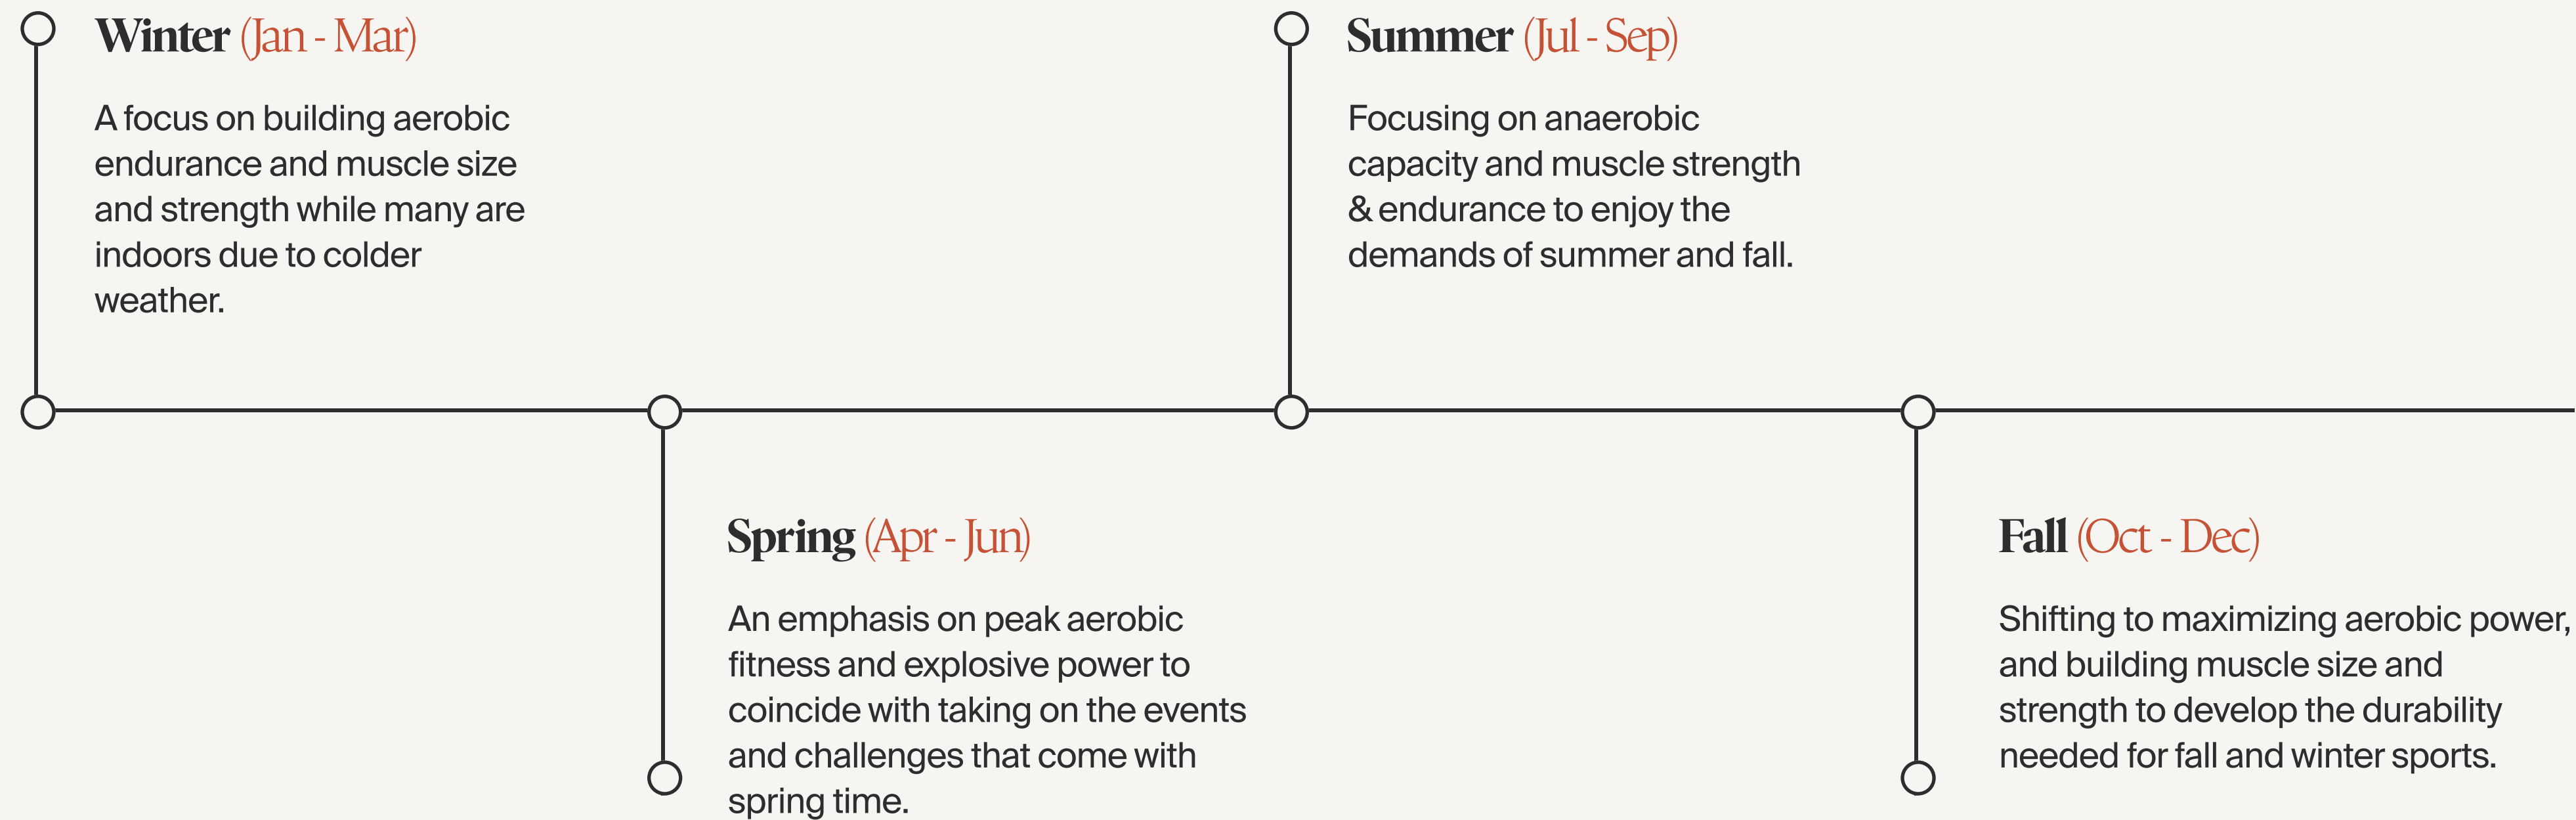 Winter (Jan - Mar)
A focus on building aerobic
endurance and muscle size
and strength while many are
indoors due to colder
weather.
Spring (Apr - Jun)
An emphasis on peak aerobic
fitness and explosive power to
coincide with taking on the events
and challenges that come with
spring time.
Summer (Jul - Sep)
Focusing on anaerobic
capacity and muscle strength
& endurance to enjoy the
demands of summer and fall.
Fall (Oct - Dec)
Shifting to maximizing aerobic power,
and building muscle size and
strength to develop the durability
needed for fall and winter sports.